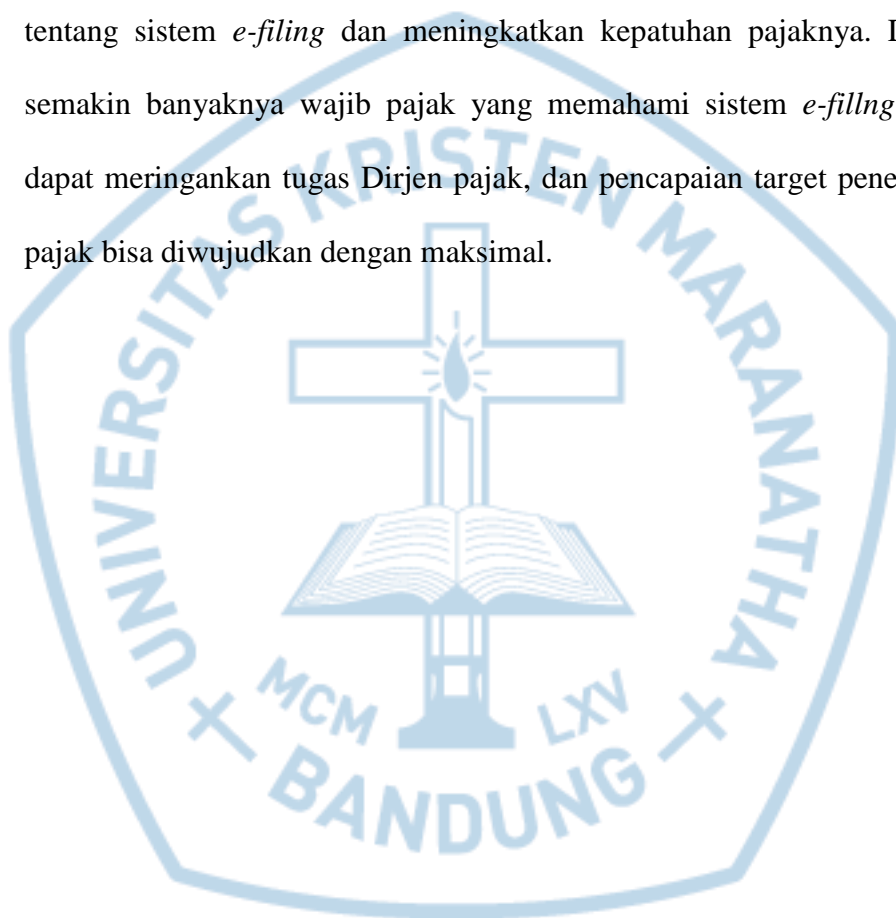 tentang sistem e-filing dan meningkatkan kepatuhan pajaknya.
semakin banyaknya wajib pajak yang memahami sistem e-fillng
dapat meringankan tugas Dirjen pajak, dan pencapaian target pene
pajak bisa diwujudkan dengan maksimal.
UNIVERSITAS KRISTEN MARANATHA
MCM LXV
BANDUNG